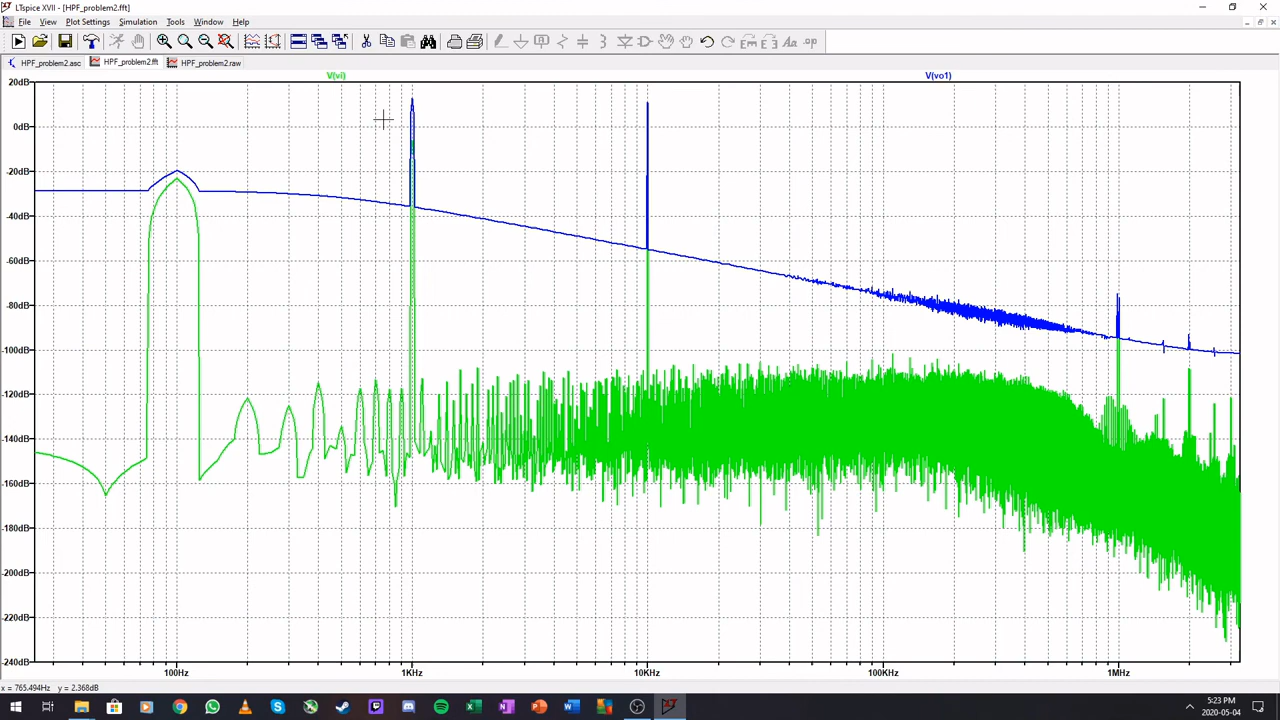 LTspice XVII - [HPF_problem2.fft]
File View Plot Settings Simulation Tools Window Help
HPF_problem2.asc HPF_problem2.fft HPF_problem2.raw
V(vi) V(vo1)
20dB
0dB
-20dB
-40dB
-60dB
-80dB
-100dB
-120dB
-140dB
-160dB
-180dB
-200dB
-220dB
-240dB
100Hz 1KHz 10KHz 100KHz 1MHz
x = 765.494Hz y = 2.368dB
5:23 PM
2020-05-04